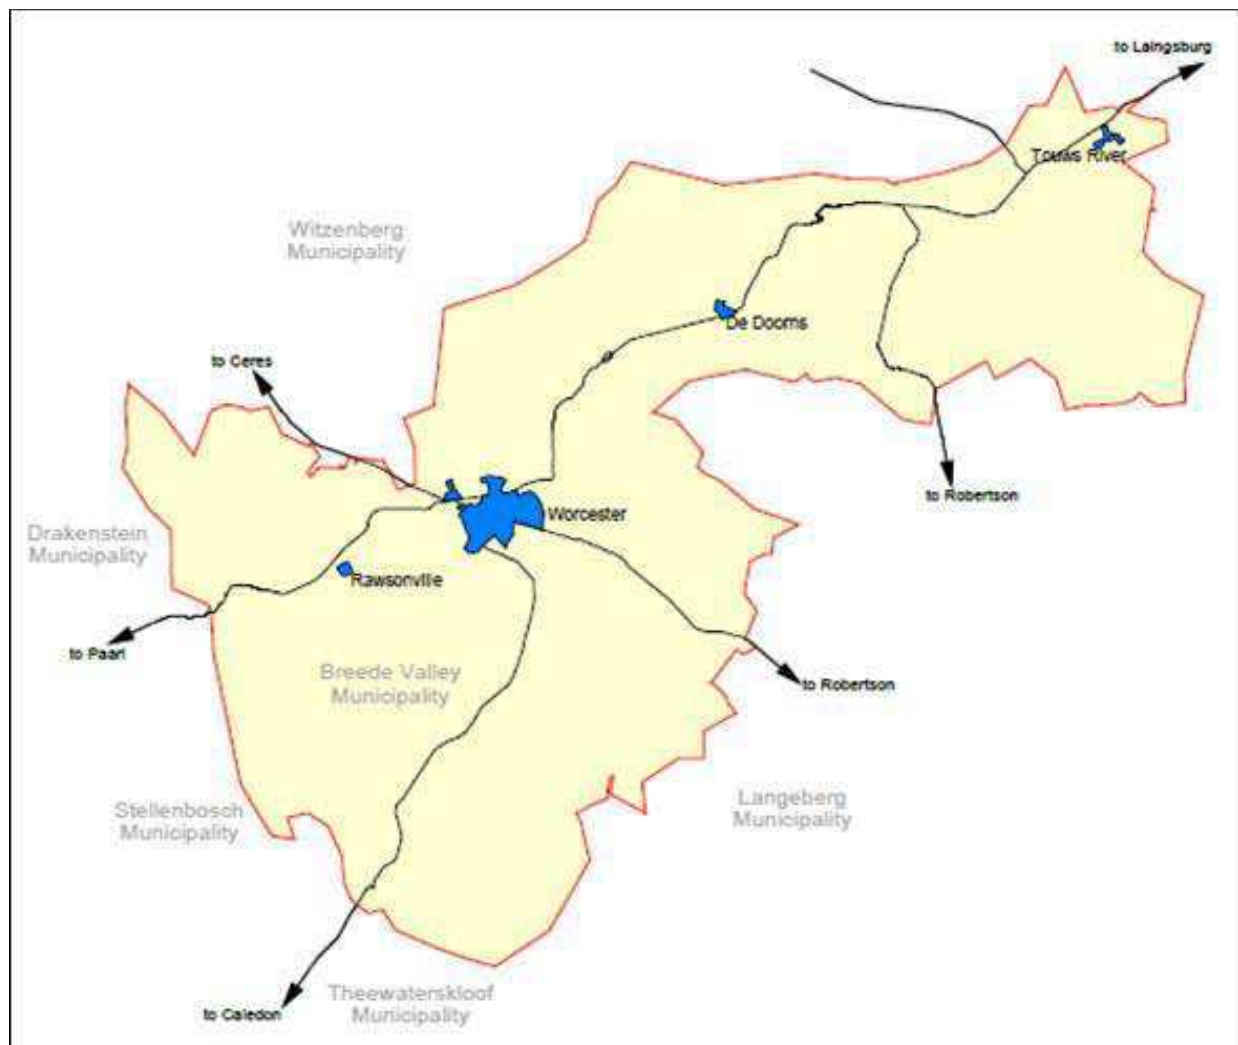 to Laingsburg
Touws River
Witzenberg
Municipality
De Dooms
to Ceres
to Robertson
Worcester
Drakenstein
Municipality
Rawsonville
to Paarl
Breede Valley
Municipality
to Robertson
Stellenbosch
Municipality
Langeberg
Municipality
Theewaterskloof
Municipality
to Caledon